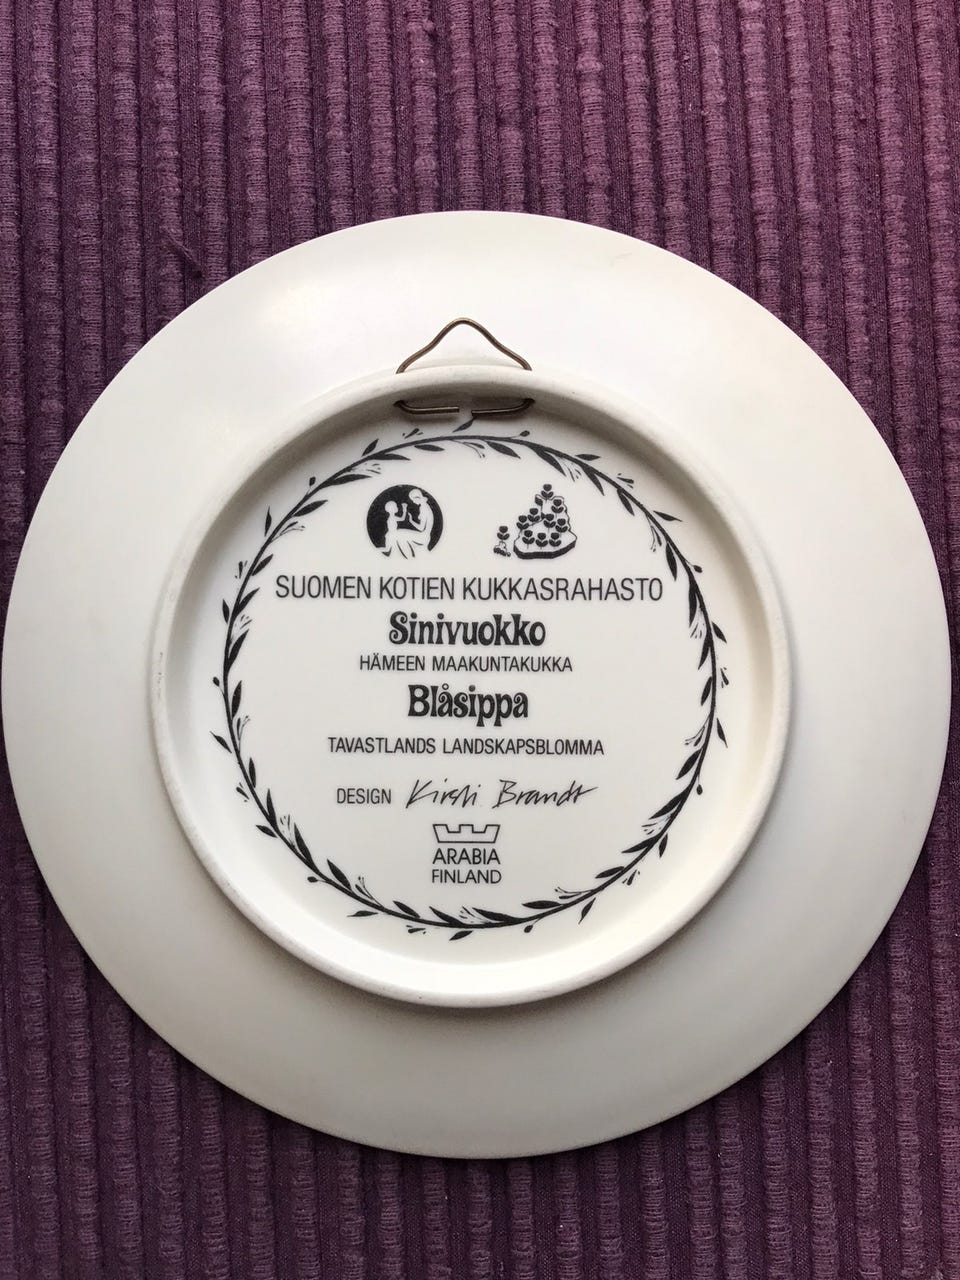 SUOMEN KOTIEN KUKKASRAHASTO
Sinivuokko
HÄMEEN MAAKUNTAKUKKA
Blåsippa
TAVASTLANDS LANDSKAPSBLOMMA
DESIGN Kirsti Brandt
ARABIA
FINLAND